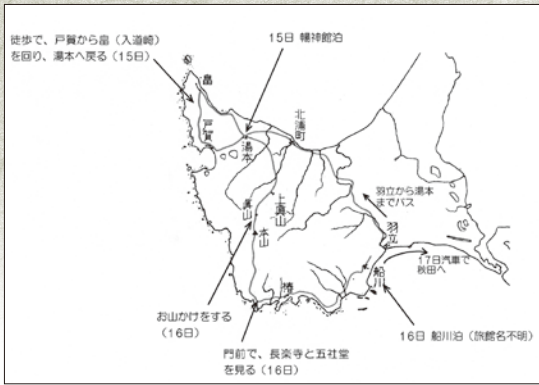 徒歩で、戸賀から畠（入道崎）
を回り、湯本へ戻る（15日）
15日 幡神館泊
畠
戸賀
湯本
北浦町
真山
上真山
本山
羽立から湯本
までバス
羽立
17日汽車で
秋田へ
船川
椿
お山かけをする
（16日）
門前で、長楽寺と五社堂
を見る（16日）
16日 船川泊（旅館名不明）